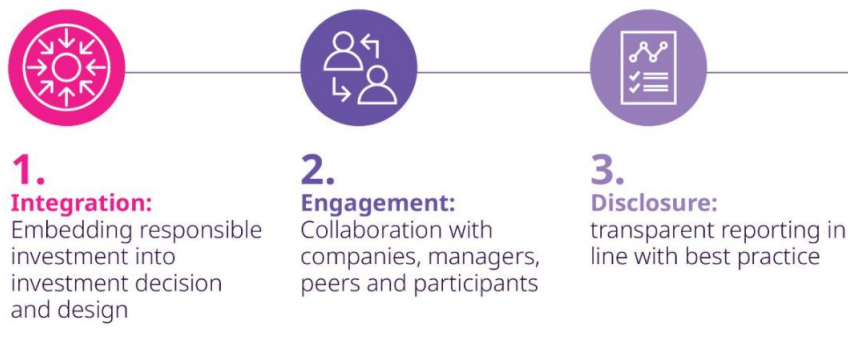 1.
Integration:
Embedding responsible
investment into
investment decision
and design
2.
Engagement:
Collaboration with
companies, managers,
peers and participants
3.
Disclosure:
transparent reporting in
line with best practice